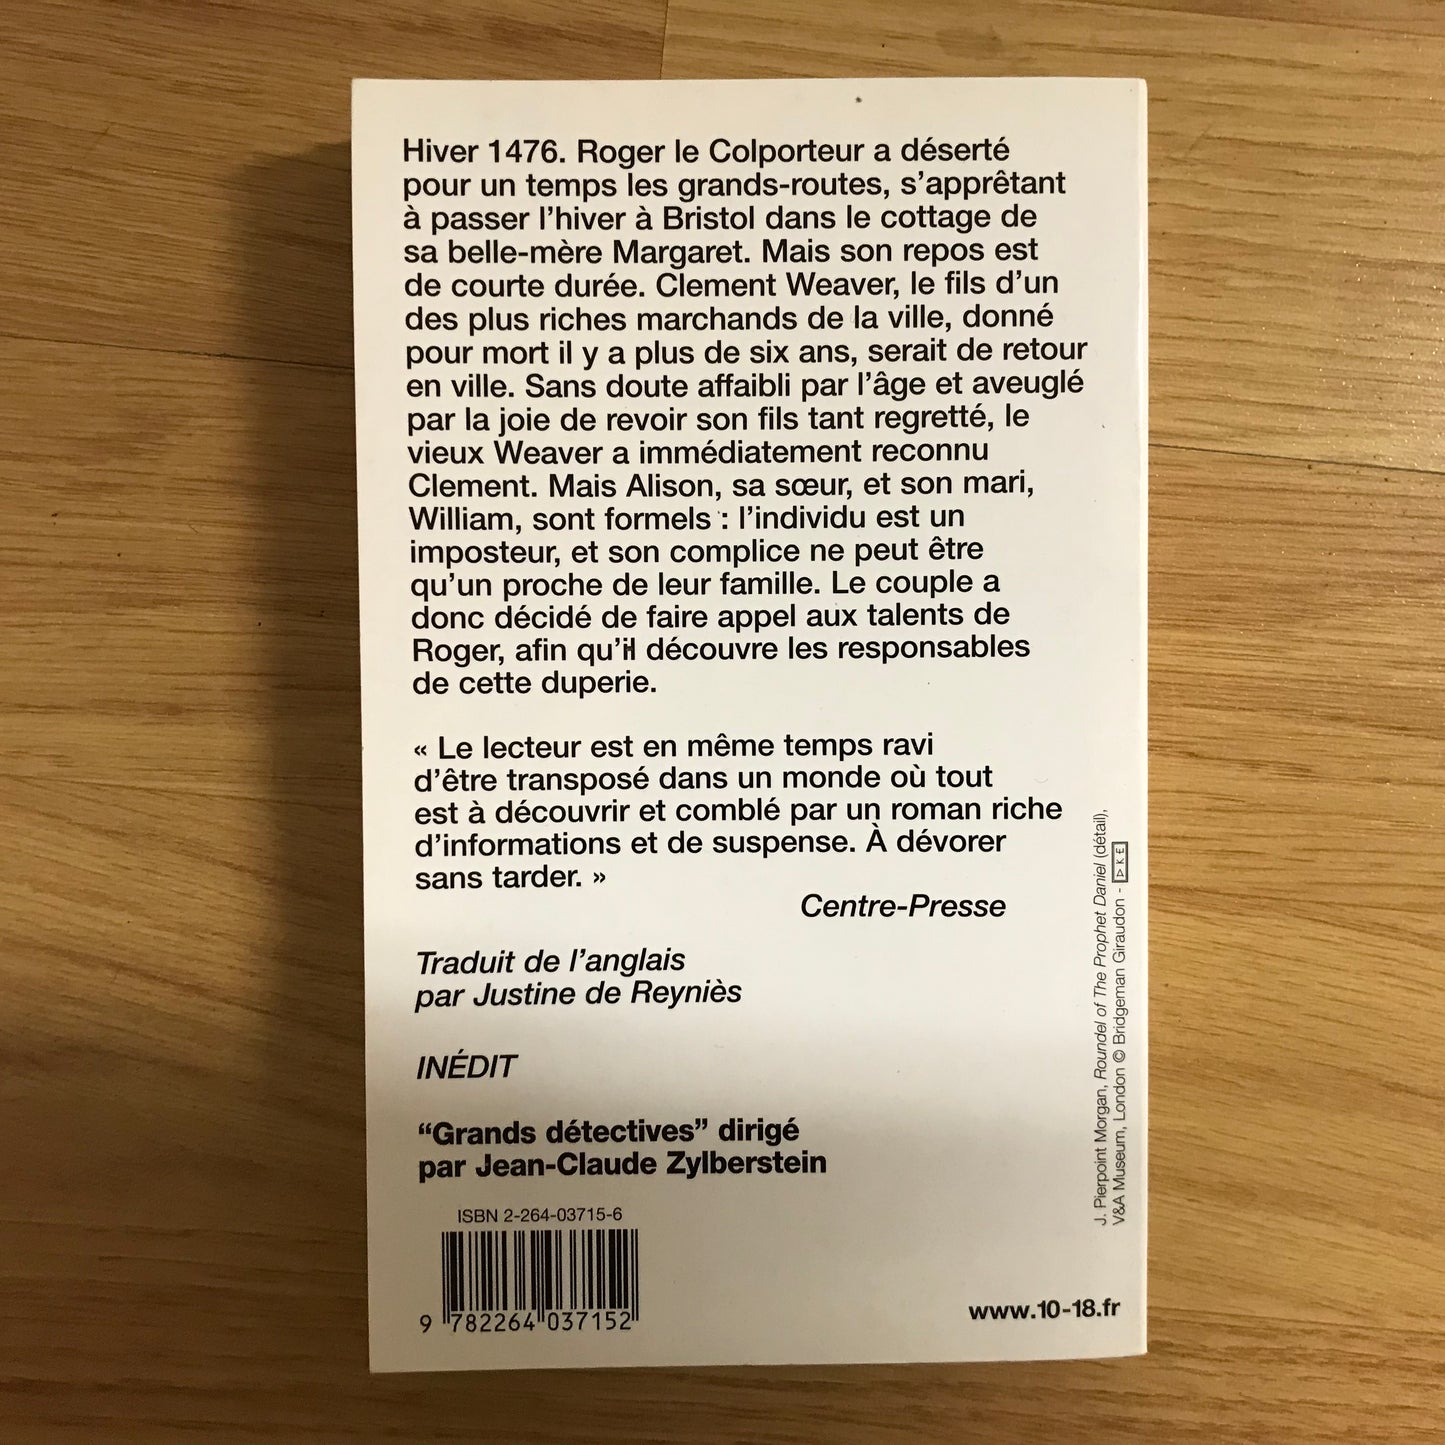 Hiver 1476. Roger le Colporteur a déserté
pour un temps les grands-routes, s'apprêtant
à passer l'hiver à Bristol dans le cottage de
sa belle-mère Margaret. Mais son repos est
de courte durée. Clement Weaver, le fils d'un
des plus riches marchands de la ville, donné
pour mort il y a plus de six ans, serait de retour
en ville. Sans doute affaibli par l'âge et aveuglé
par la joie de revoir son fils tant regretté, le
vieux Weaver a immédiatement reconnu
Clement. Mais Alison, sa sœur, et son mari,
William, sont formels : l'individu est un
imposteur, et son complice ne peut être
qu'un proche de leur famille. Le couple a
donc décidé de faire appel aux talents de
Roger, afin qu'il découvre les responsables
de cette duperie.
« Le lecteur est en même temps ravi
d'être transposé dans un monde où tout
est à découvrir et comblé par un roman riche
d'informations et de suspense. À dévorer
sans tarder. »
Centre-Presse
Traduit de l'anglais
par Justine de Reyniès
INÉDIT
“Grands détectives” dirigé
par Jean-Claude Zylberstein
ISBN 2-264-03715-6
9 782264 037152
www.10-18.fr
J. Pierpoint Morgan, Roundel of The Prophet Daniel (détail),
V&A Museum, London © Bridgeman Giraudon -